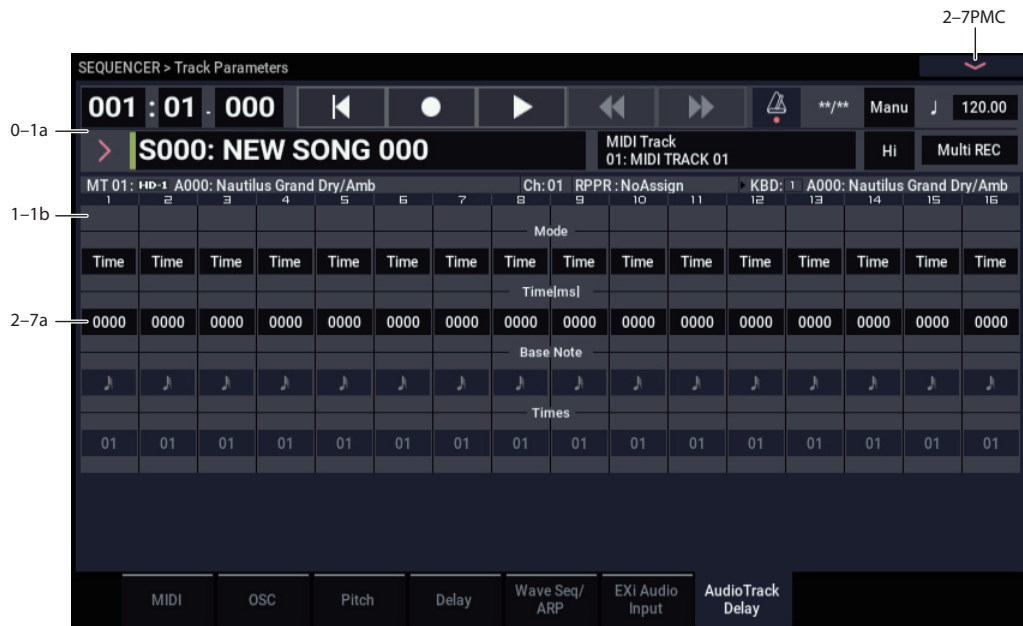 2–7PMC
SEQUENCER > Track Parameters
001 : 01 . 000 **/** Manu ♩ 120.00
0–1a
S000: NEW SONG 000 MIDI Track
01: MIDI TRACK 01 Hi Multi REC
MT 01: HD-1 A000: Nautilus Grand Dry/Amb Ch: 01 RPPR : NoAssign KBD: 1 A000: Nautilus Grand Dry/Amb
1 2 3 4 5 6 7 8 9 10 11 12 13 14 15 16
1–1b
Mode
Time Time Time Time Time Time Time Time Time Time Time Time Time Time Time Time
Time[ms]
2–7a
0000 0000 0000 0000 0000 0000 0000 0000 0000 0000 0000 0000 0000 0000 0000 0000
Base Note
Times
01 01 01 01 01 01 01 01 01 01 01 01 01 01 01 01
MIDI OSC Pitch Delay Wave Seq/ EXi Audio AudioTrack
ARP Input Delay